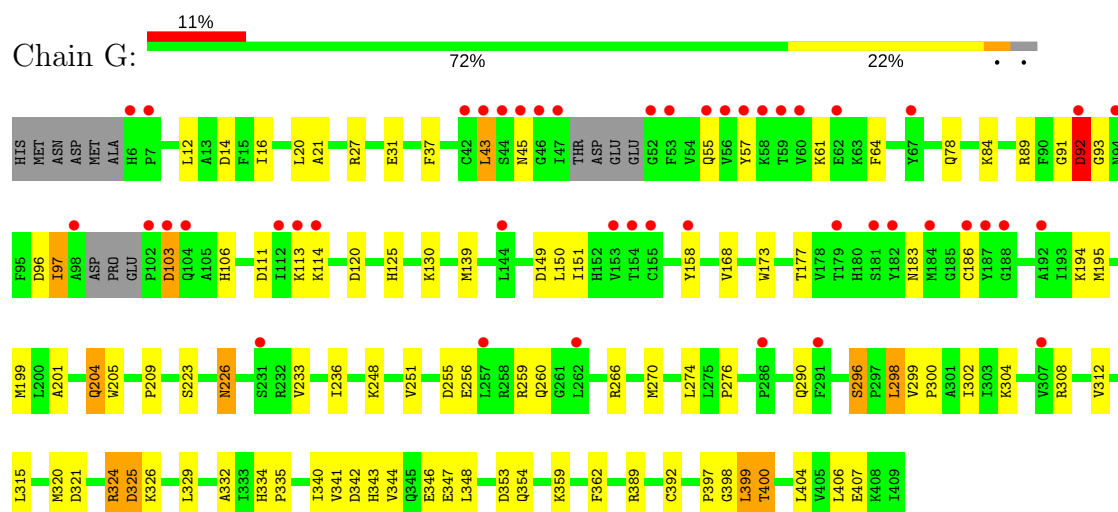 11%
Chain G:
72% 22% • •
HIS MET ASN ASP MET ALA H6 P7 L12 A13 D14 F15 I16 L20 A21 R27 E31 F37 C42 L43 S44 N45 G46 I47 THR ASP GLU GLU G52 F53 V54 Q55 V56 Y57 K58 T59 V60 K61 E62 K63 F64 Y67 Q78 K84 R89 F90 G91 D92 G93 N94
F95 D96 I97 A98 ASP PRO GLU P102 D103 Q104 A105 H106 D111 I112 K113 K114 D120 H125 K130 M139 L144 D149 L150 I151 H152 V153 T154 C155 Y158 V168 W173 T177 V178 T179 H180 S181 Y182 N183 M184 G185 C186 Y187 G188 A192 I193 K194 M195
M199 L200 A201 Q204 W205 P209 S223 N226 S231 R232 V233 I236 K248 V251 D255 E256 L257 R258 R259 Q260 G261 L262 R266 M270 L274 L275 P276 P286 Q290 F291 S296 P297 L298 V299 P300 A301 I302 I303 K304 V307 R308 V312
L315 M320 D321 R324 D325 K326 L329 A332 I333 H334 P335 I340 V341 D342 H343 V344 Q345 E346 E347 L348 D353 Q354 K359 F362 R389 C392 P397 G398 L399 T400 L404 V405 L406 E407 K408 I409